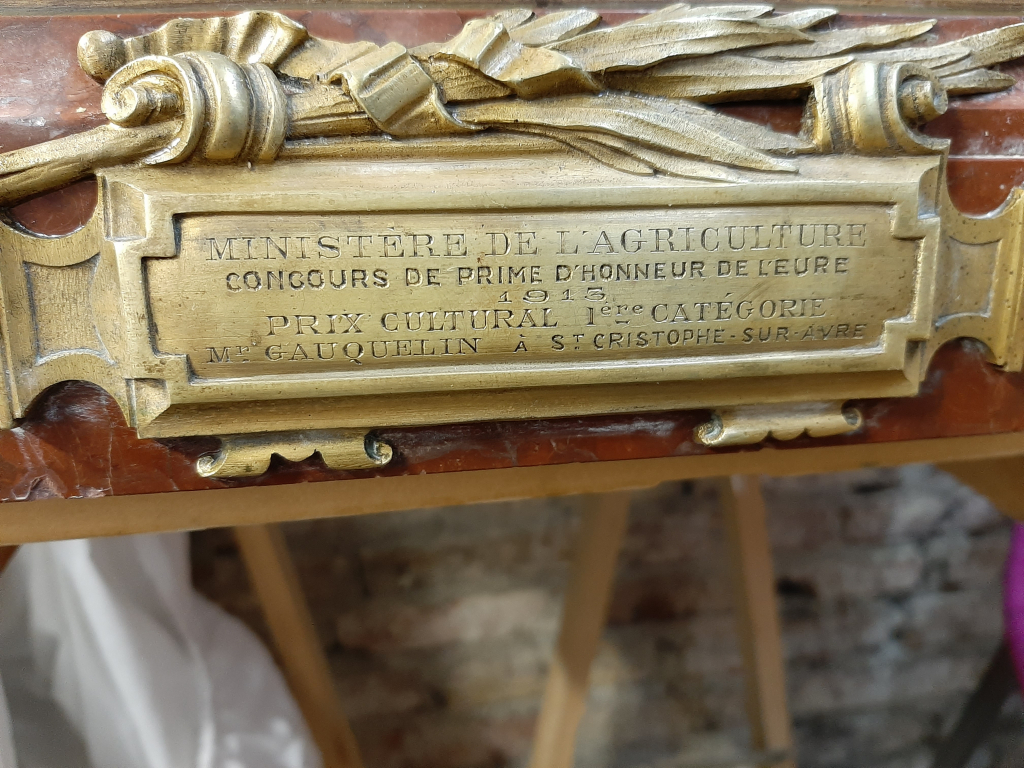 MINISTÈRE DE L'AGRICULTURE
CONCOURS DE PRIME D'HONNEUR DE L'EURE
1913
PRIX CULTURAL 1ère CATÉGORIE
Mr GAUQUELIN À ST CRISTOPHE-SUR-AVRE